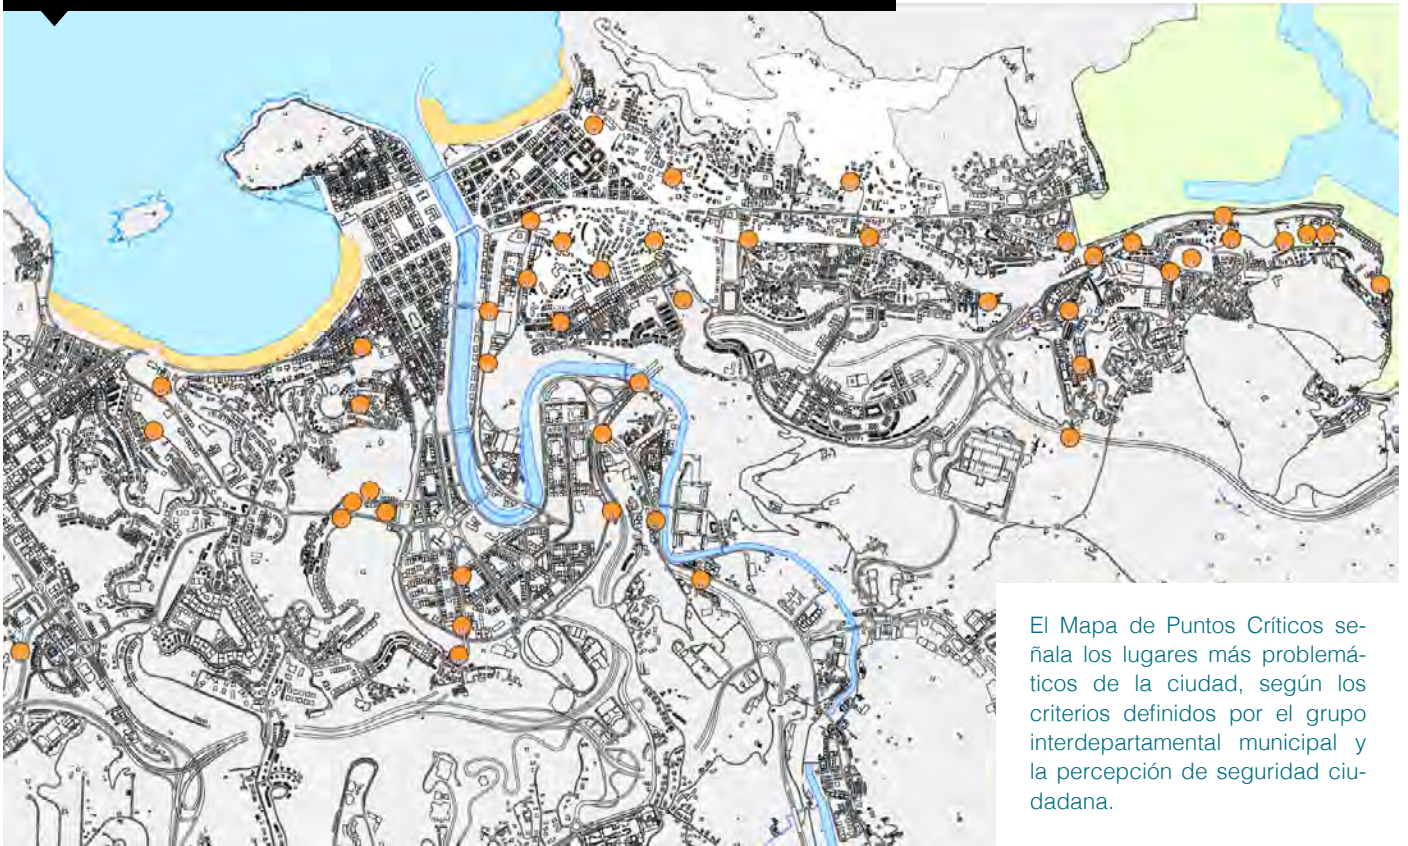 El Mapa de Puntos Críticos se-
ñala los lugares más problemá-
ticos de la ciudad, según los
criterios definidos por el grupo
interdepartamental municipal y
la percepción de seguridad ciu-
dadana.